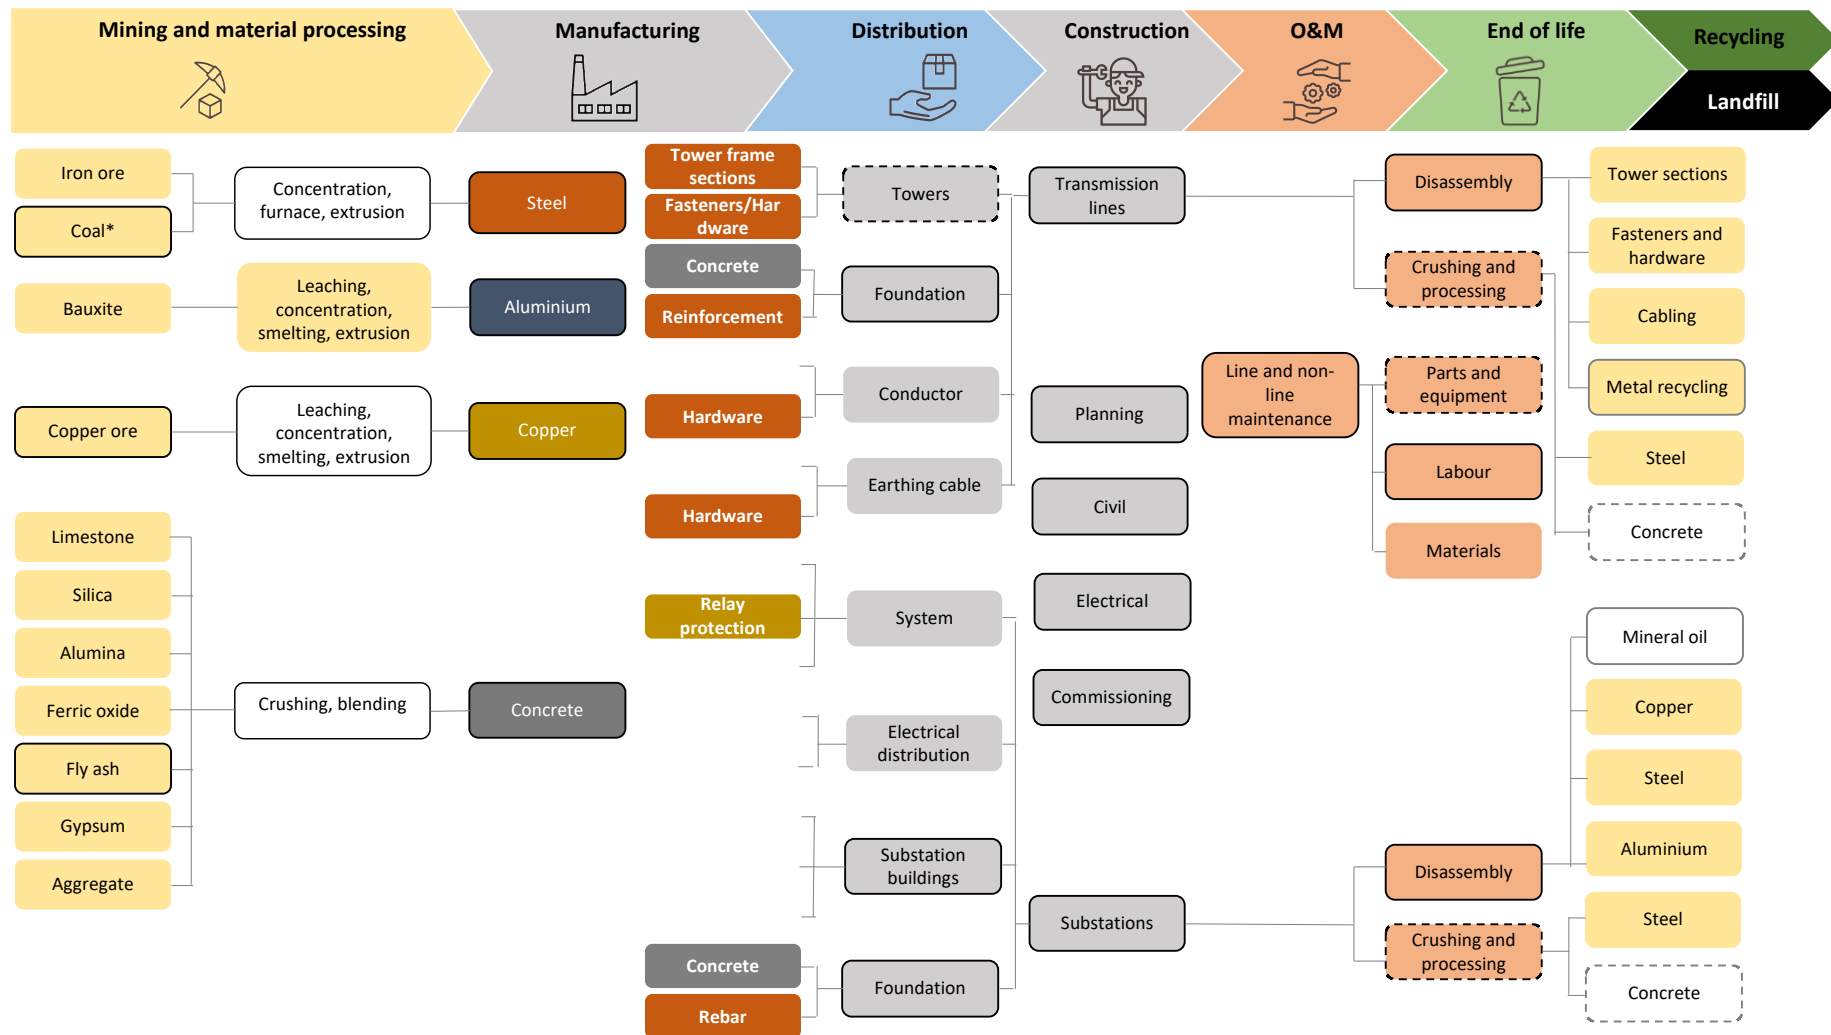 Mining and material processing
Manufacturing
Distribution
Construction
O&M
End of life
Recycling
Landfill
Iron ore
Coal*
Bauxite
Copper ore
Limestone
Silica
Alumina
Ferric oxide
Fly ash
Gypsum
Aggregate
Concentration,
furnace, extrusion
Leaching,
concentration,
smelting, extrusion
Leaching,
concentration,
smelting, extrusion
Crushing, blending
Steel
Aluminium
Copper
Concrete
Tower frame
sections
Fasteners/Har
dware
Concrete
Reinforcement
Hardware
Hardware
Relay
protection
Concrete
Rebar
Towers
Foundation
Conductor
Earthing cable
System
Electrical
distribution
Substation
buildings
Foundation
Transmission
lines
Planning
Civil
Electrical
Commissioning
Substations
Line and non-
line
maintenance
Disassembly
Crushing and
processing
Parts and
equipment
Labour
Materials
Disassembly
Crushing and
processing
Tower sections
Fasteners and
hardware
Cabling
Metal recycling
Steel
Concrete
Mineral oil
Copper
Steel
Aluminium
Steel
Concrete